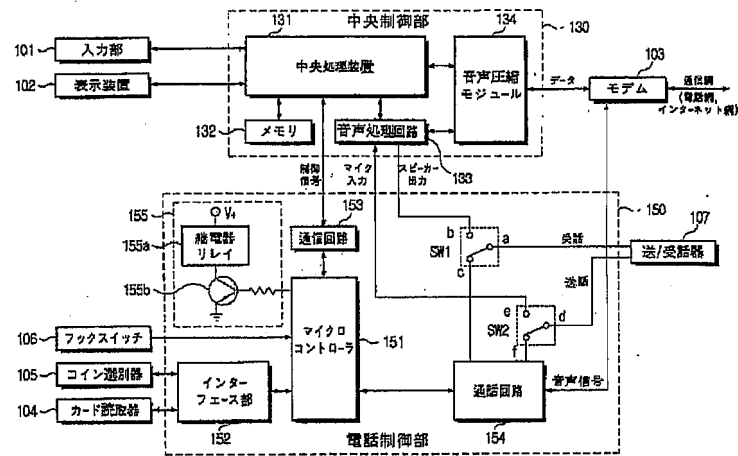 131
中央制御部
134
130
101
入力部
102
表示装置
中央処理装置
音声圧縮
モジュール
103
モデム
データ
通信網
(電話網,
インターネット網)
132
メモリ
音声処理回路
133
制御
信号
マイク
入力
スピーカー
出力
155
V+
155a
継電器
リレイ
155b
153
通信回路
150
107
送/受話器
b
a
SW1
c
受話
送話
e
d
SW2
f
106
フックスイッチ
105
コイン選別器
104
カード読取器
インター
フェース部
152
マイクロ
コントローラ
151
通話回路
154
音声信号
電話制御部